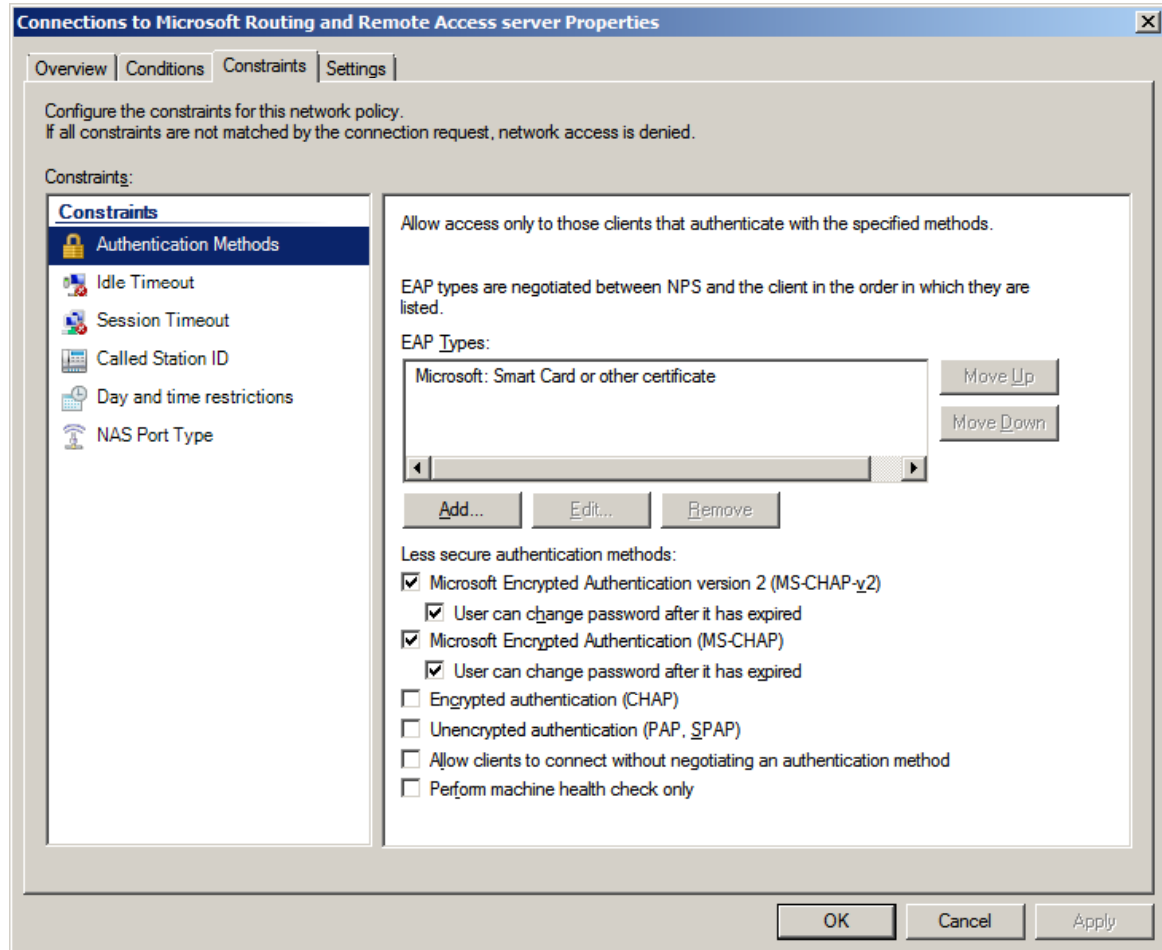 Connections to Microsoft Routing and Remote Access server Properties
Overview
Conditions
Constraints
Settings
Configure the constraints for this network policy.
If all constraints are not matched by the connection request, network access is denied.
Constraints:
Constraints
Authentication Methods
Idle Timeout
Session Timeout
Called Station ID
Day and time restrictions
NAS Port Type
Allow access only to those clients that authenticate with the specified methods.
EAP types are negotiated between NPS and the client in the order in which they are
listed.
EAP Types:
Microsoft: Smart Card or other certificate
Move Up
Move Down
Add...
Edit...
Remove
Less secure authentication methods:
Microsoft Encrypted Authentication version 2 (MS-CHAP-v2)
User can change password after it has expired
Microsoft Encrypted Authentication (MS-CHAP)
User can change password after it has expired
Encrypted authentication (CHAP)
Unencrypted authentication (PAP, SPAP)
Allow clients to connect without negotiating an authentication method
Perform machine health check only
OK
Cancel
Apply